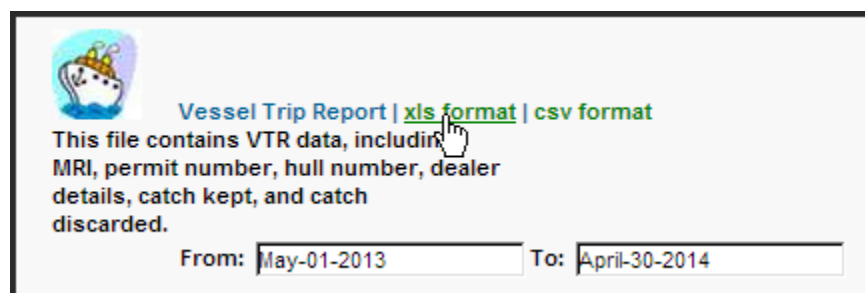 Vessel Trip Report | xls format | csv format
This file contains VTR data, includin
MRI, permit number, hull number, dealer
details, catch kept, and catch
discarded.
From: May-01-2013 To: April-30-2014